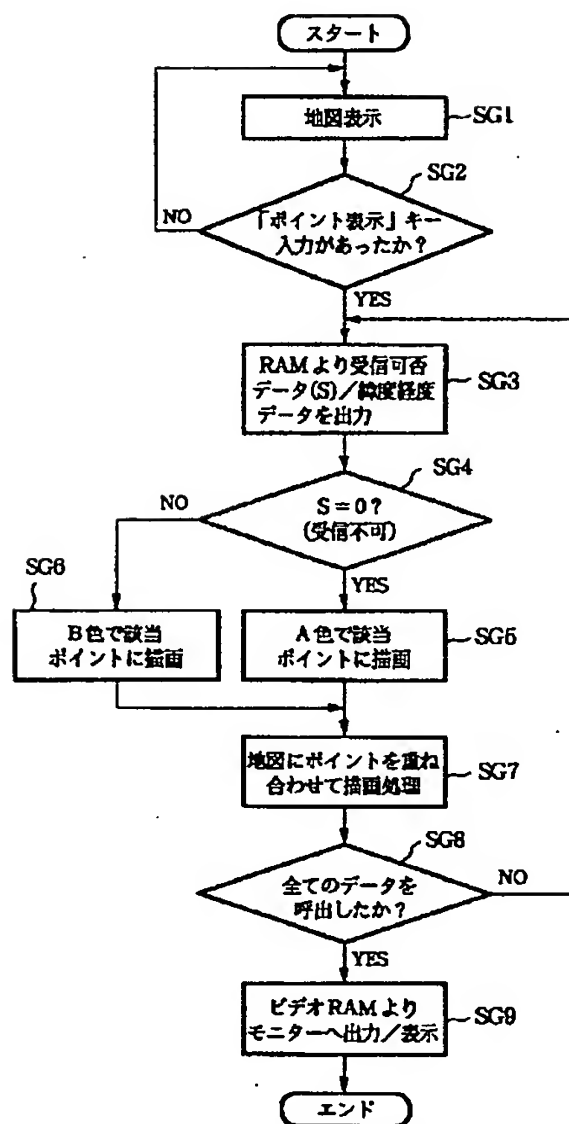 スタート
地図表示
SG1
SG2
「ポイント表示」キー
入力があったか?
NO
YES
RAMより受信可否
データ(S)/緯度経度
データを出力
SG3
SG4
S=0?
(受信不可)
NO
YES
SG6
B色で該当
ポイントに描画
A色で該当
ポイントに描画
SG5
地図にポイントを重ね
合わせて描画処理
SG7
SG8
全てのデータを
呼出したか?
NO
YES
ビデオRAMより
モニターへ出力/表示
SG9
エンド